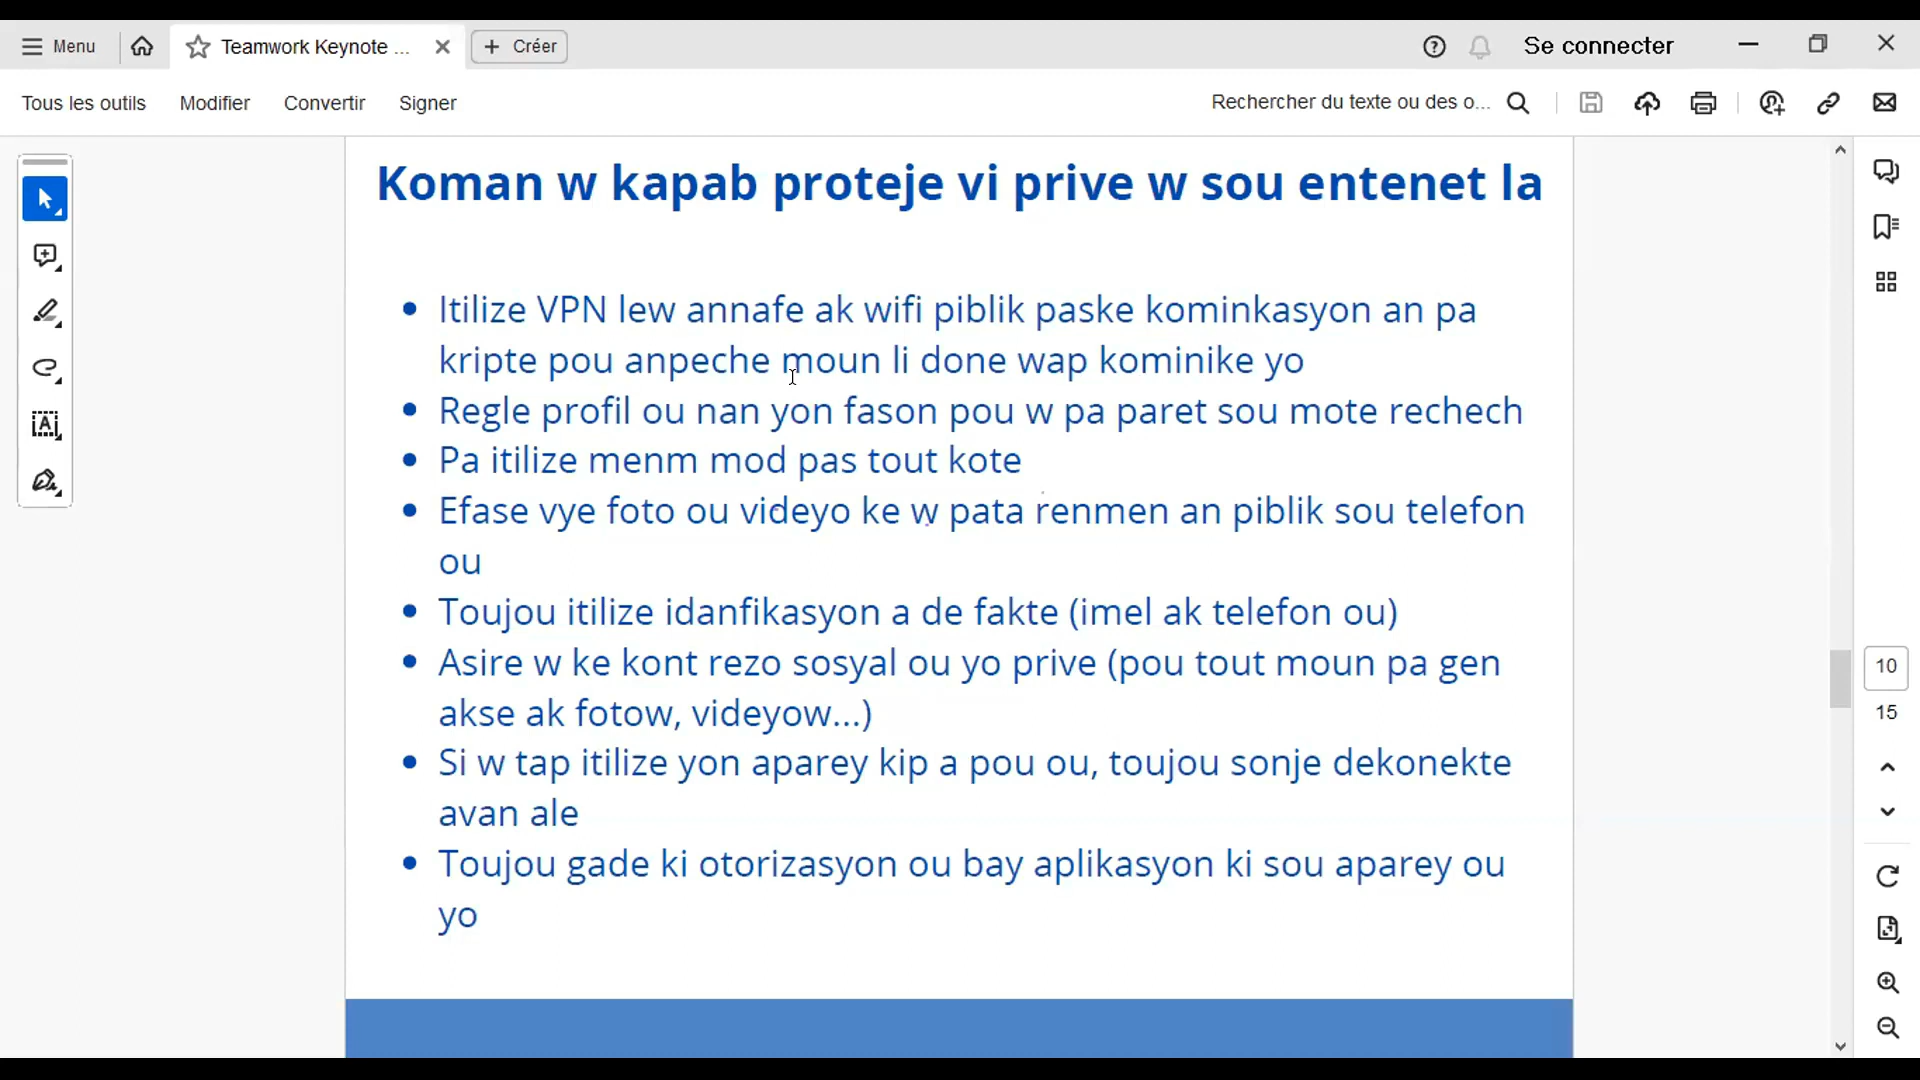 Menu
Teamwork Keynote ...
Créer
Se connecter
Tous les outils
Modifier
Convertir
Signer
Rechercher du texte ou des o...
Koman w kapab proteje vi prive w sou entenet la
• Itilize VPN lew annafe ak wifi piblik paske kominkasyon an pa
kripte pou anpeche moun li done wap kominike yo
• Regle profil ou nan yon fason pou w pa paret sou mote rechech
• Pa itilize menm mod pas tout kote
• Efase vye foto ou videyo ke w pata renmen an piblik sou telefon
ou
• Toujou itilize idanfikasyon a de fakte (imel ak telefon ou)
• Asire w ke kont rezo sosyal ou yo prive (pou tout moun pa gen
akse ak fotow, videyow...)
• Si w tap itilize yon aparey kip a pou ou, toujou sonje dekonekte
avan ale
• Toujou gade ki otorizasyon ou bay aplikasyon ki sou aparey ou
yo
10
15